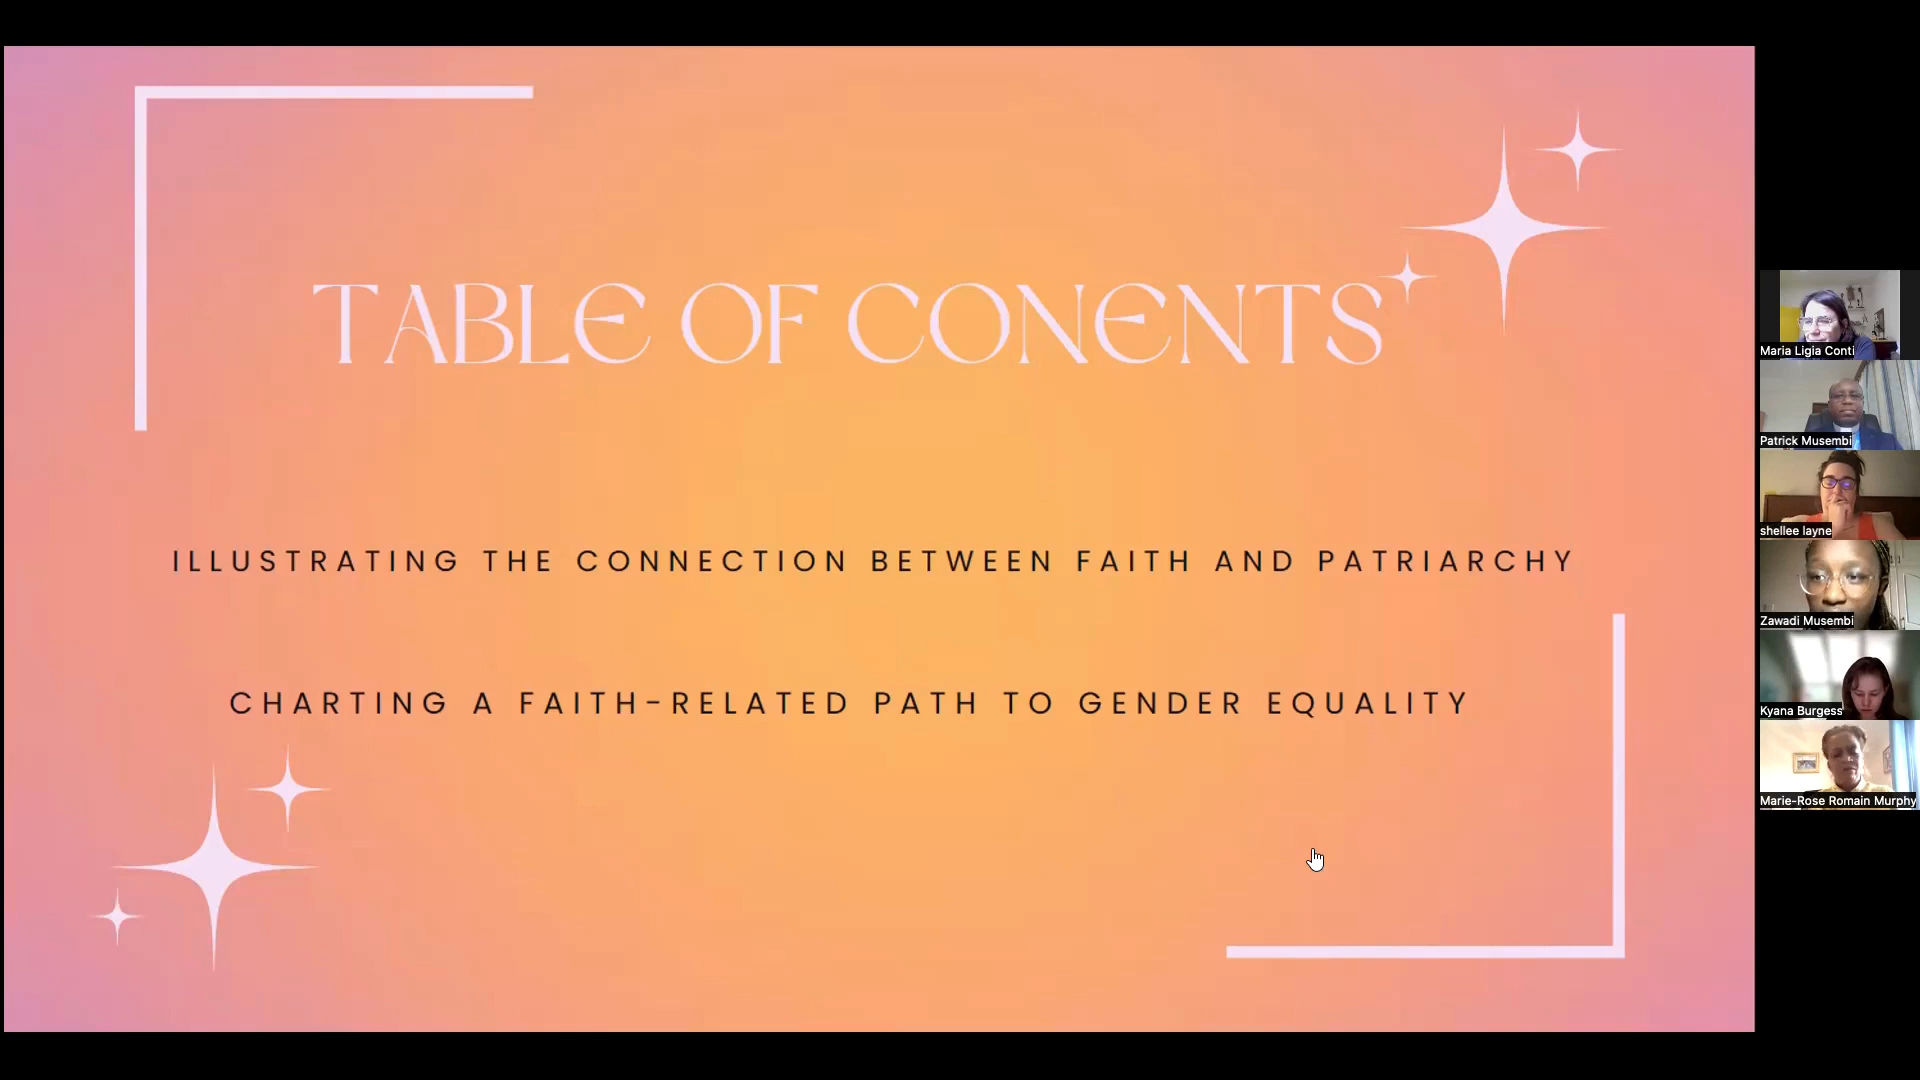 TABLE OF CONENTS
ILLUSTRATING THE CONNECTION BETWEEN FAITH AND PATRIARCHY
CHARTING A FAITH-RELATED PATH TO GENDER EQUALITY
Maria Ligia Conti
Patrick Musembi
shellee layne
Zawadi Musembi
Kyana Burgess
Marie-Rose Romain Murphy